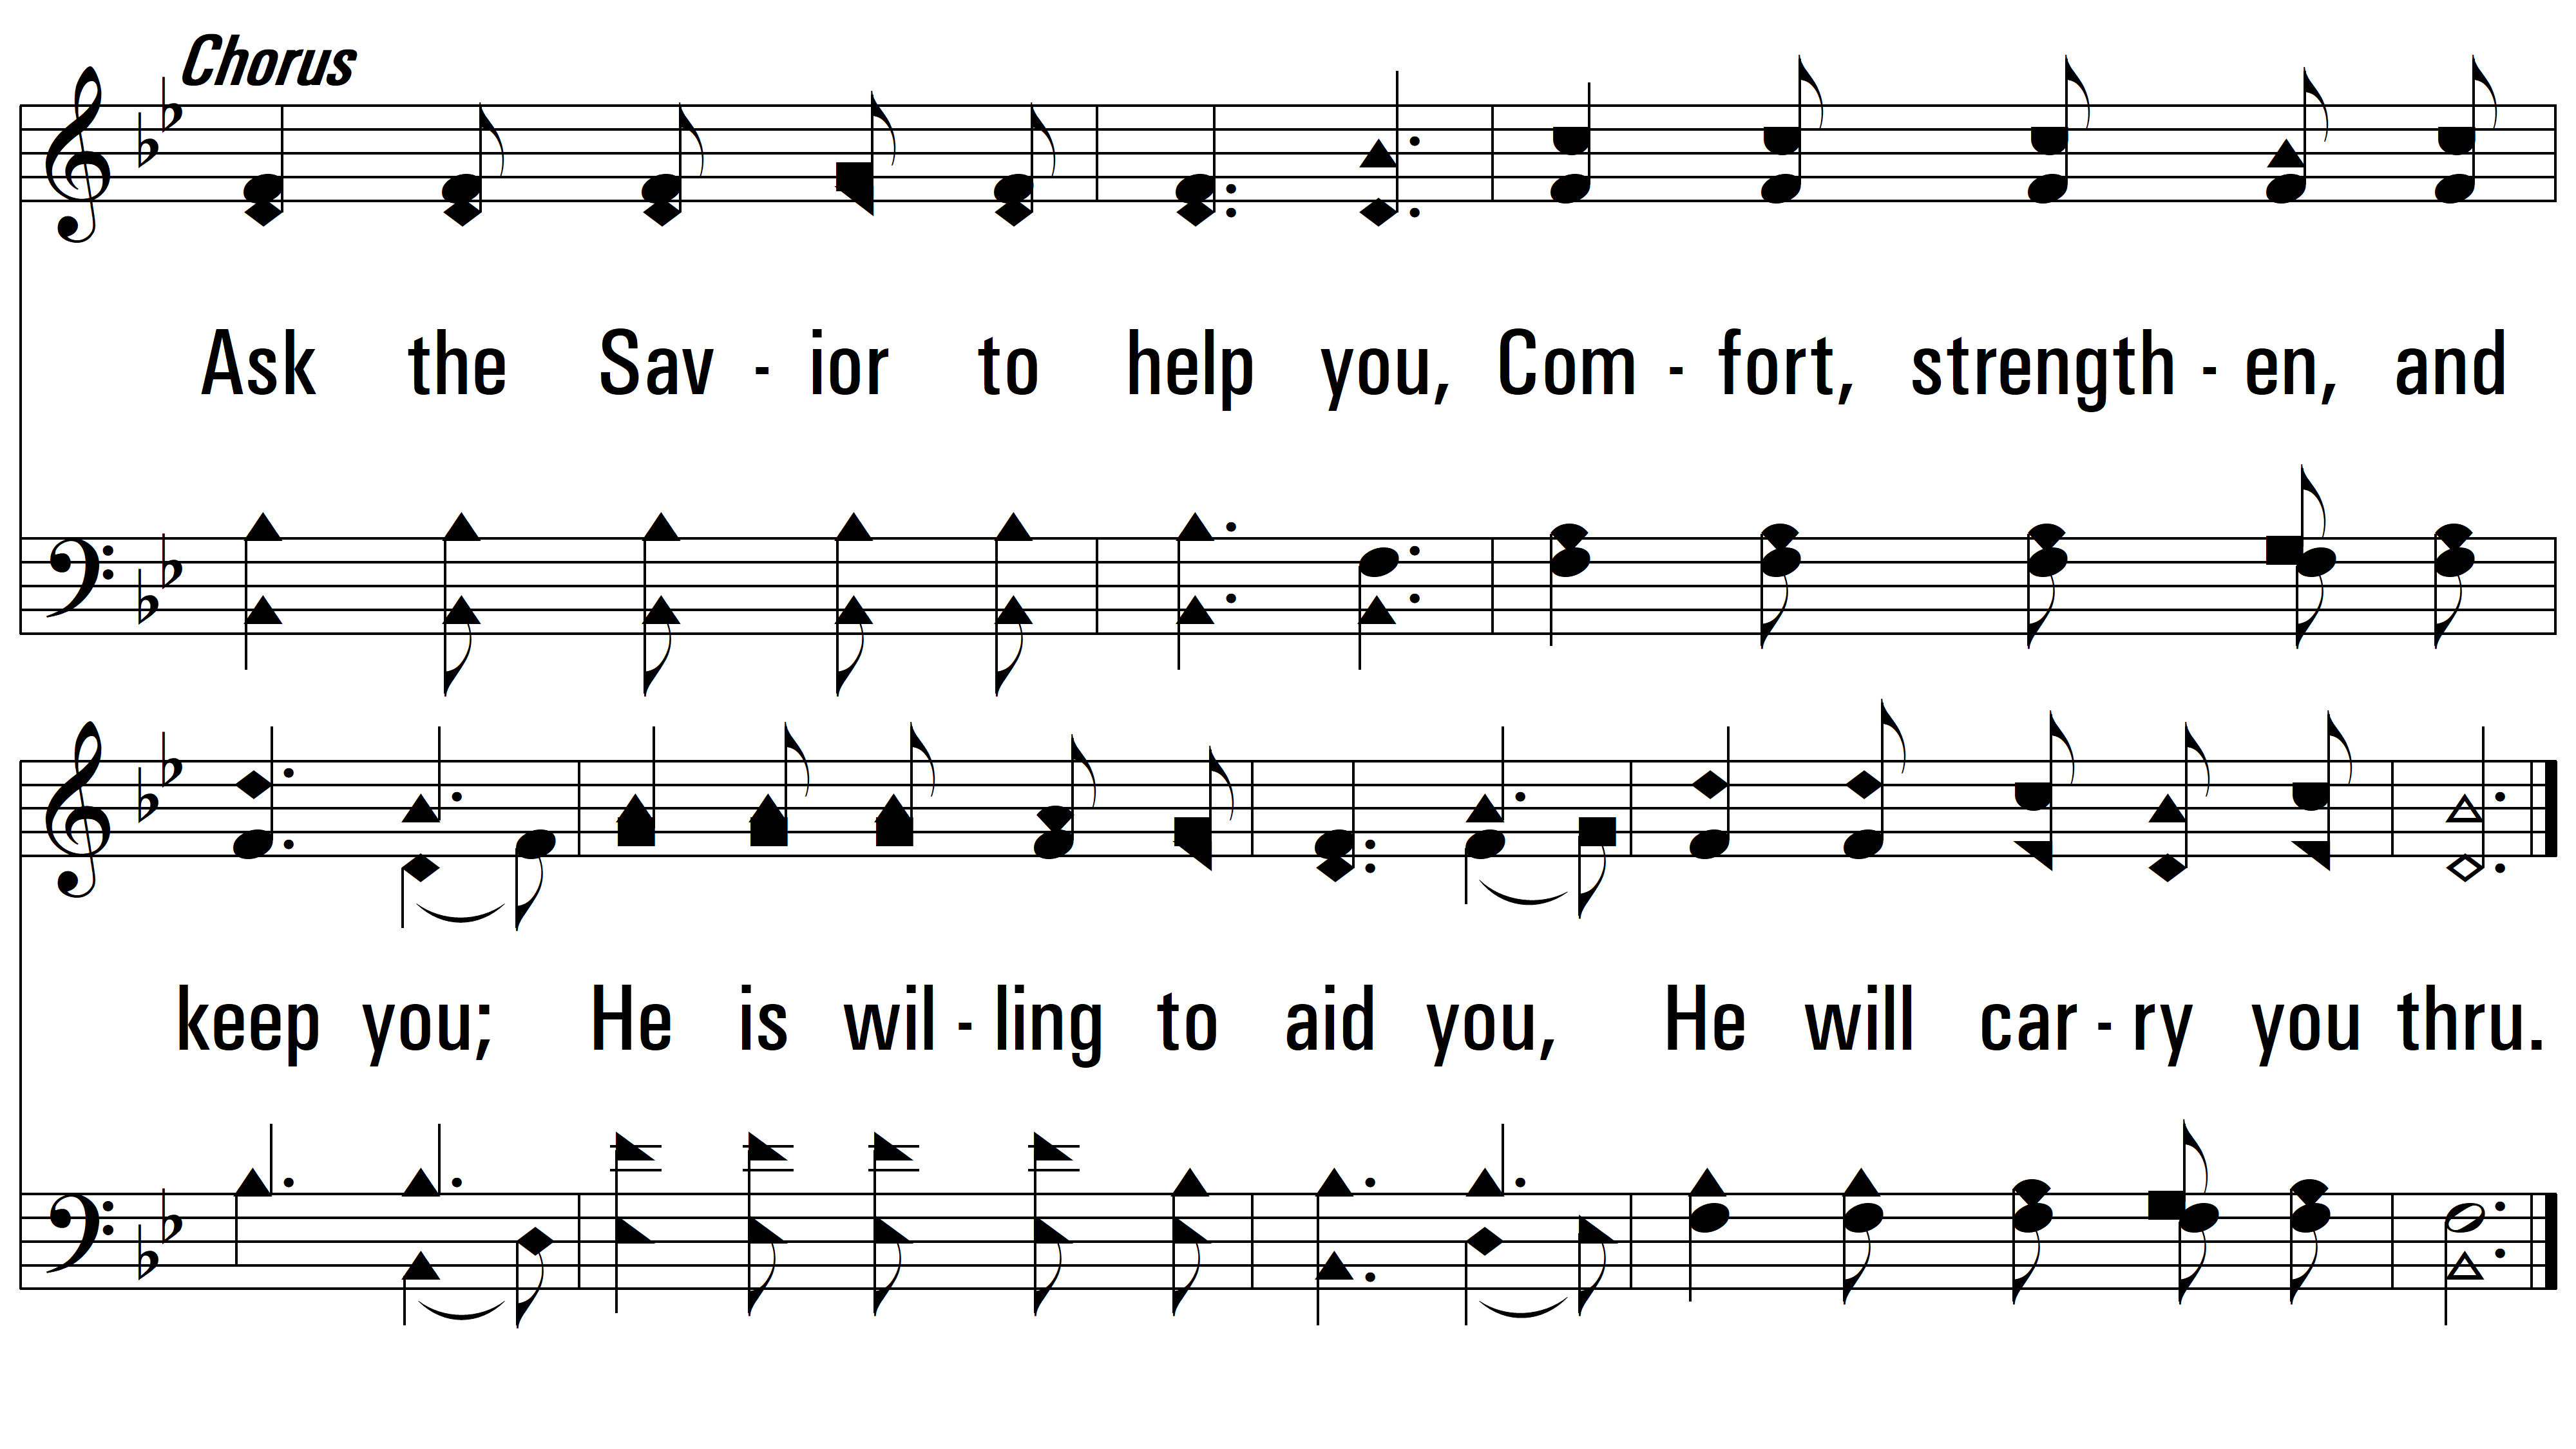 Chorus
Ask the Sav - ior to help you, Com - fort, strength - en, and
keep you; He is wil - ling to aid you, He will car - ry you thru.